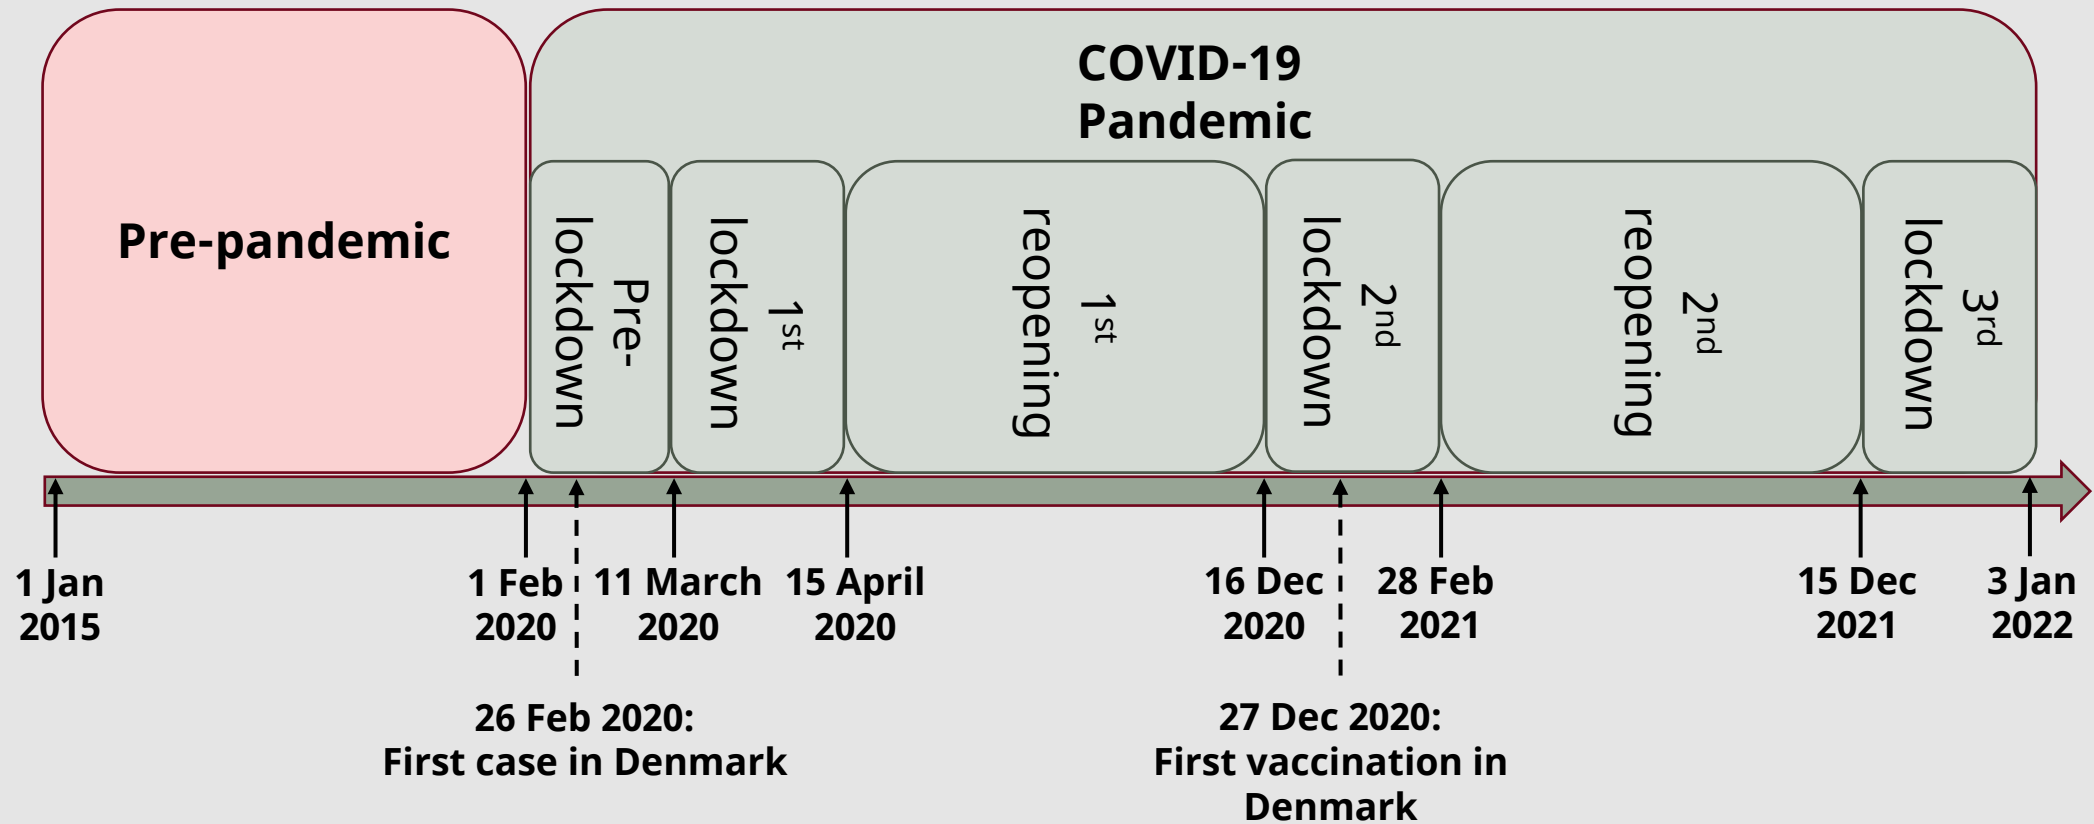 COVID-19
Pandemic
Pre-pandemic
Pre-
lockdown
1st
lockdown
1st
reopening
2nd
lockdown
2nd
reopening
3rd
lockdown
1 Jan
2015
1 Feb
2020
11 March
2020
15 April
2020
16 Dec
2020
28 Feb
2021
15 Dec
2021
3 Jan
2022
26 Feb 2020:
First case in Denmark
27 Dec 2020:
First vaccination in
Denmark